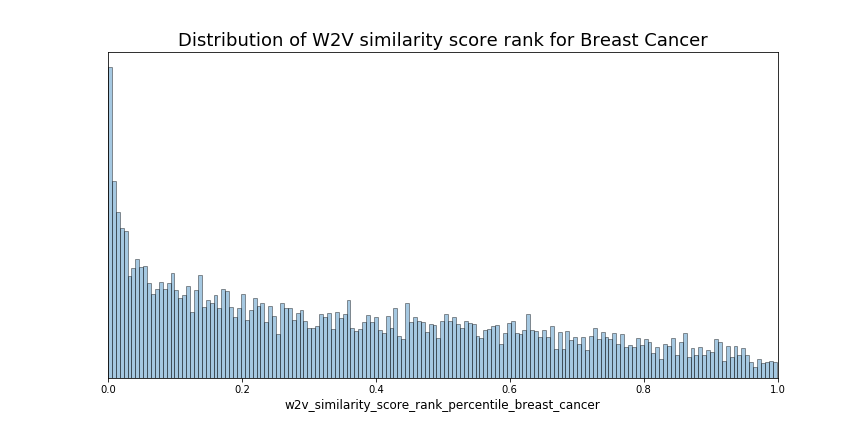 Distribution of W2V similarity score rank for Breast Cancer
0.0 0.2 0.4 0.6 0.8 1.0
w2v_similarity_score_rank_percentile_breast_cancer